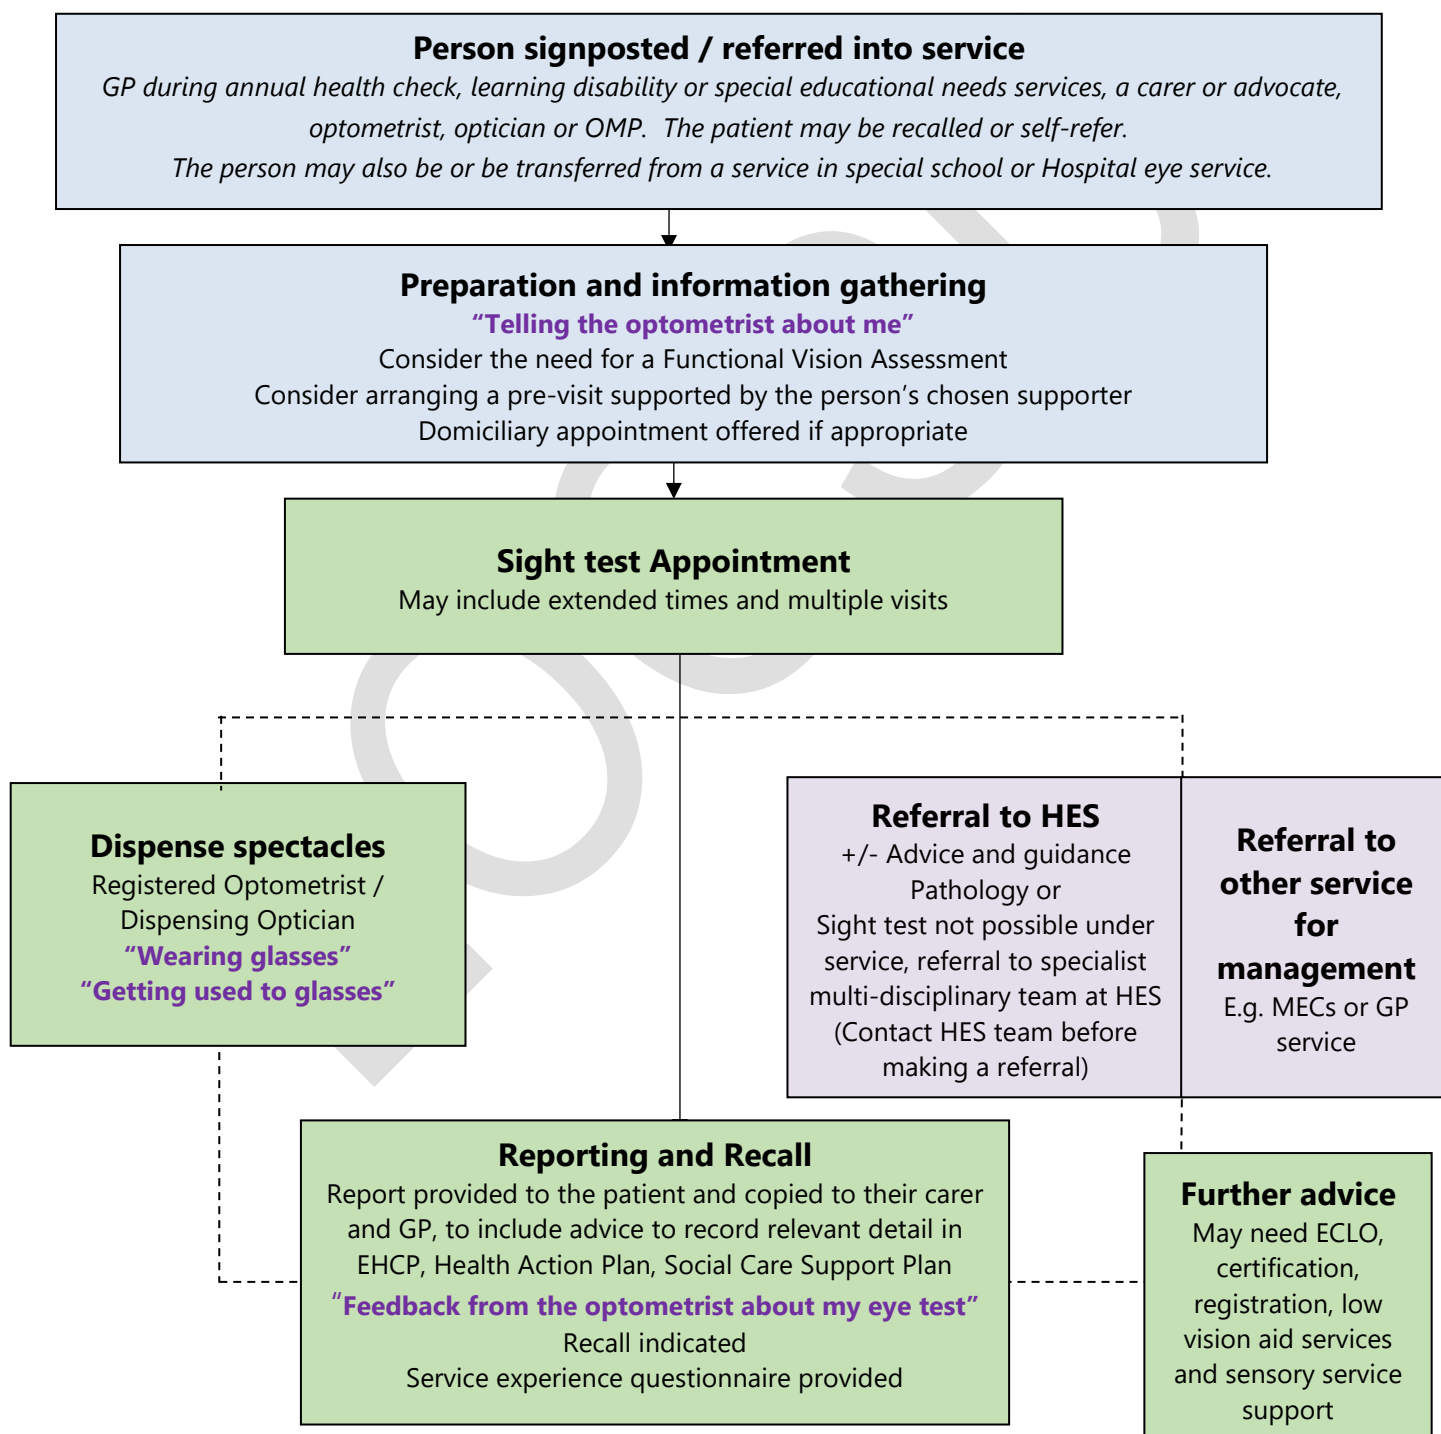 Person signposted / referred into service
GP during annual health check, learning disability or special educational needs services, a carer or advocate,
optometrist, optician or OMP.  The patient may be recalled or self-refer.
The person may also be or be transferred from a service in special school or Hospital eye service.
Preparation and information gathering
“Telling the optometrist about me”
Consider the need for a Functional Vision Assessment
Consider arranging a pre-visit supported by the person’s chosen supporter
Domiciliary appointment offered if appropriate
Sight test Appointment
May include extended times and multiple visits
Dispense spectacles
Registered Optometrist /
Dispensing Optician
“Wearing glasses”
“Getting used to glasses”
Referral to HES
+/- Advice and guidance
Pathology or
Sight test not possible under
service, referral to specialist
multi-disciplinary team at HES
(Contact HES team before
making a referral)
Referral to
other service
for
management
E.g. MECs or GP
service
Reporting and Recall
Report provided to the patient and copied to their carer
and GP, to include advice to record relevant detail in
EHCP, Health Action Plan, Social Care Support Plan
“Feedback from the optometrist about my eye test”
Recall indicated
Service experience questionnaire provided
Further advice
May need ECLO,
certification,
registration, low
vision aid services
and sensory service
support